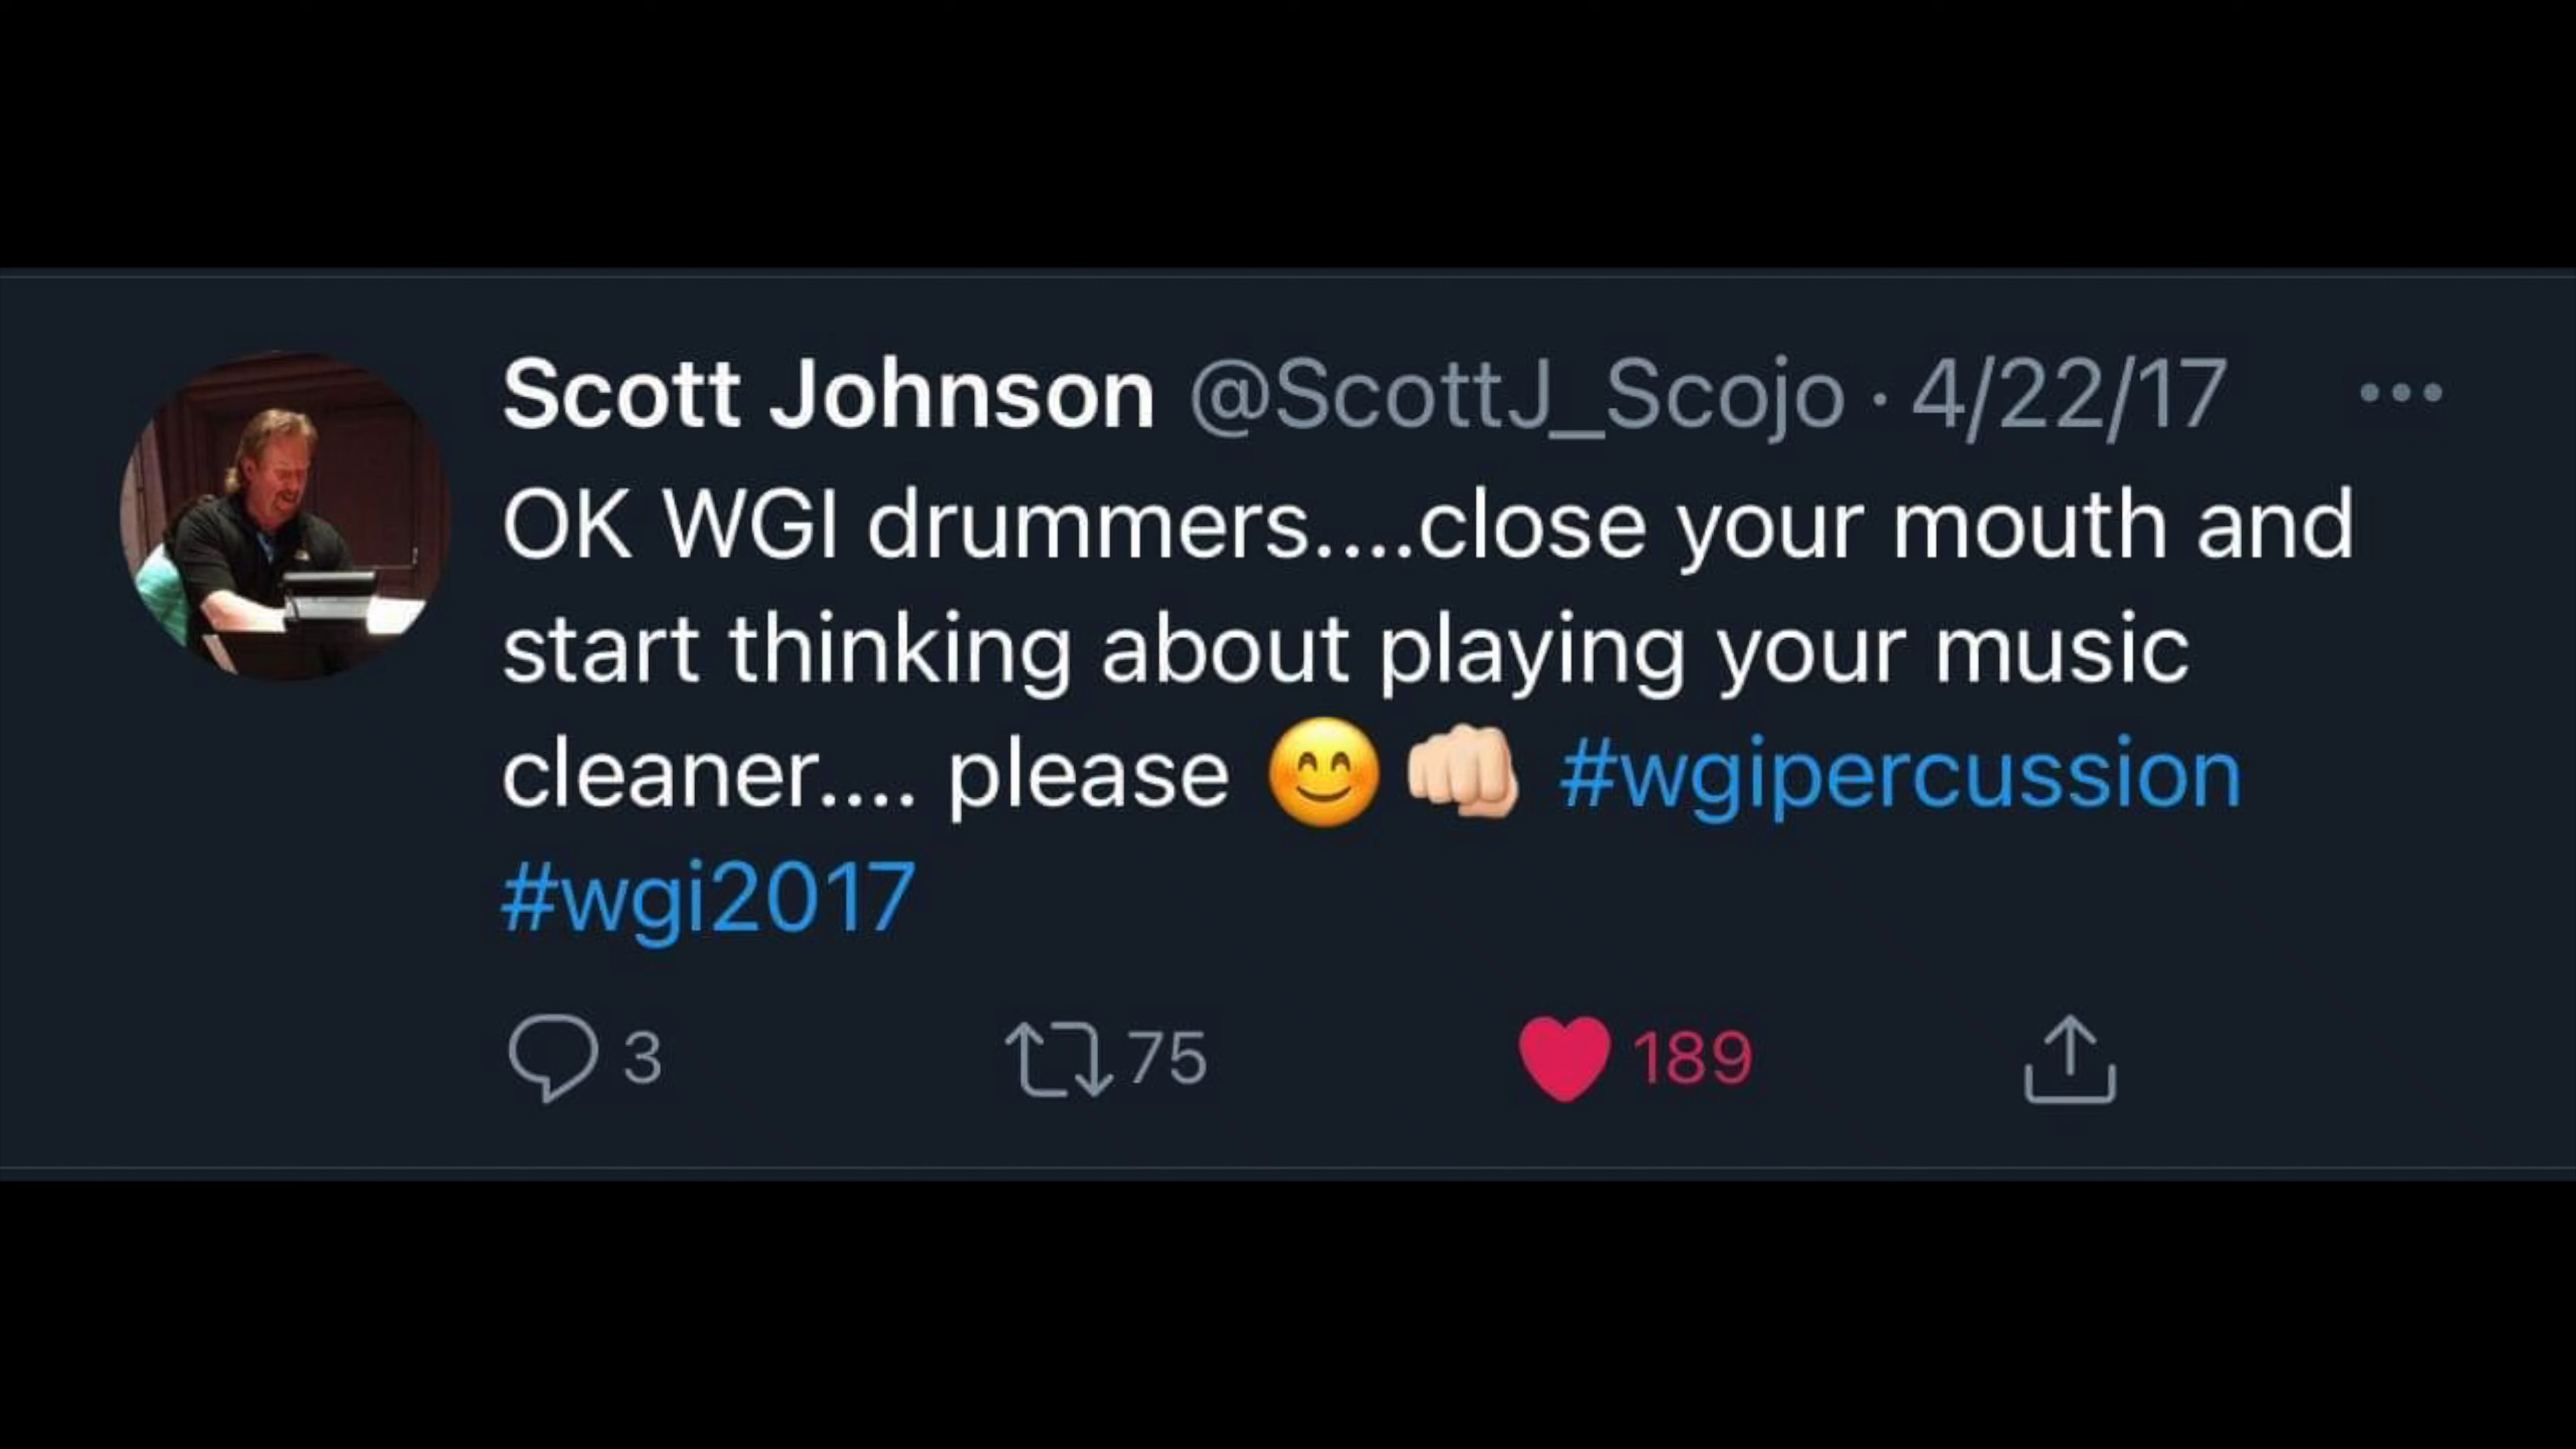 Scott Johnson @ScottJ_Scojo · 4/22/17
OK WGI drummers....close your mouth and
start thinking about playing your music
cleaner.... please 😊👊🏻 #wgipercussion
#wgi2017
3 75 189